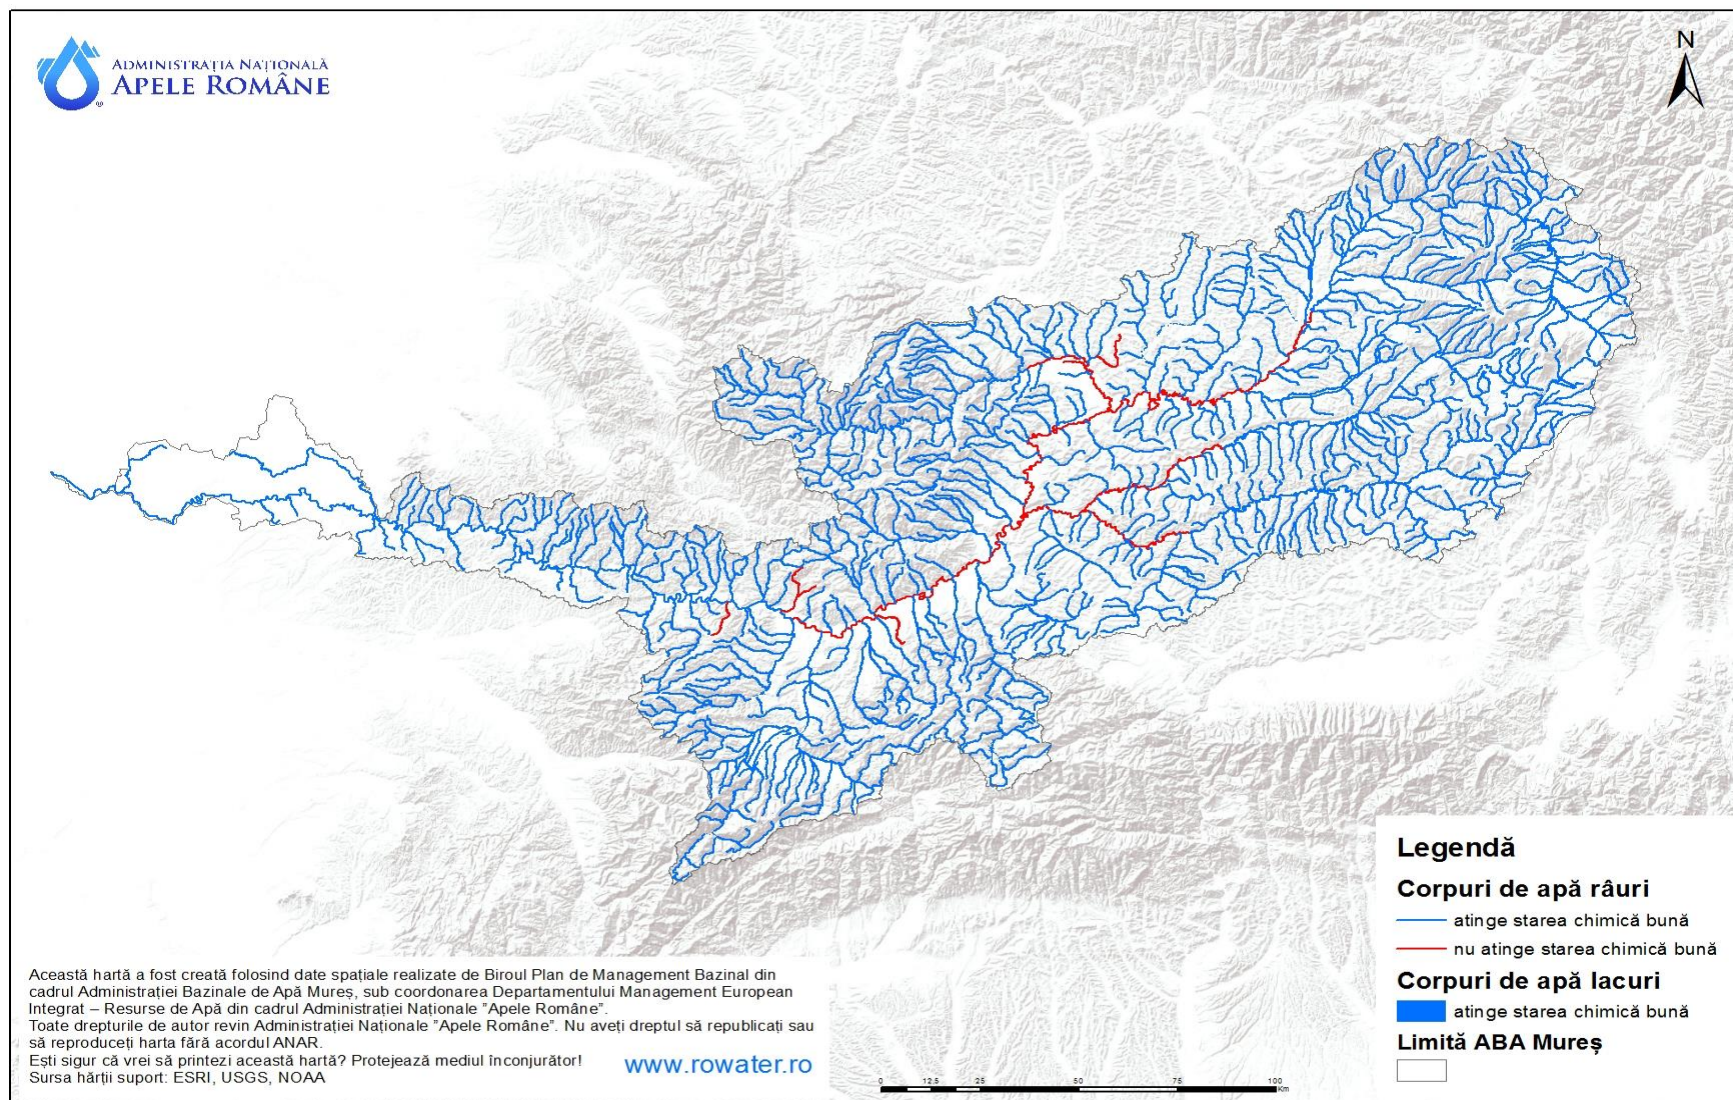 ADMINISTRAȚIA NAȚIONALĂ
APELE ROMÂNE
®
N
Legendă
Corpuri de apă râuri
atinge starea chimică bună
nu atinge starea chimică bună
Corpuri de apă lacuri
atinge starea chimică bună
Limită ABA Mureș
Această hartă a fost creată folosind date spațiale realizate de Biroul Plan de Management Bazinal din
cadrul Administrației Bazinale de Apă Mureș, sub coordonarea Departamentului Management European
Integrat – Resurse de Apă din cadrul Administrației Naționale ”Apele Române”.
Toate drepturile de autor revin Administrației Naționale ”Apele Române”. Nu aveți dreptul să republicați sau
să reproduceți harta fără acordul ANAR.
Ești sigur că vrei să printezi această hartă? Protejează mediul înconjurător!
www.rowater.ro
Sursa hărții suport: ESRI, USGS, NOAA
0 12.5 25 50 75 100
Km